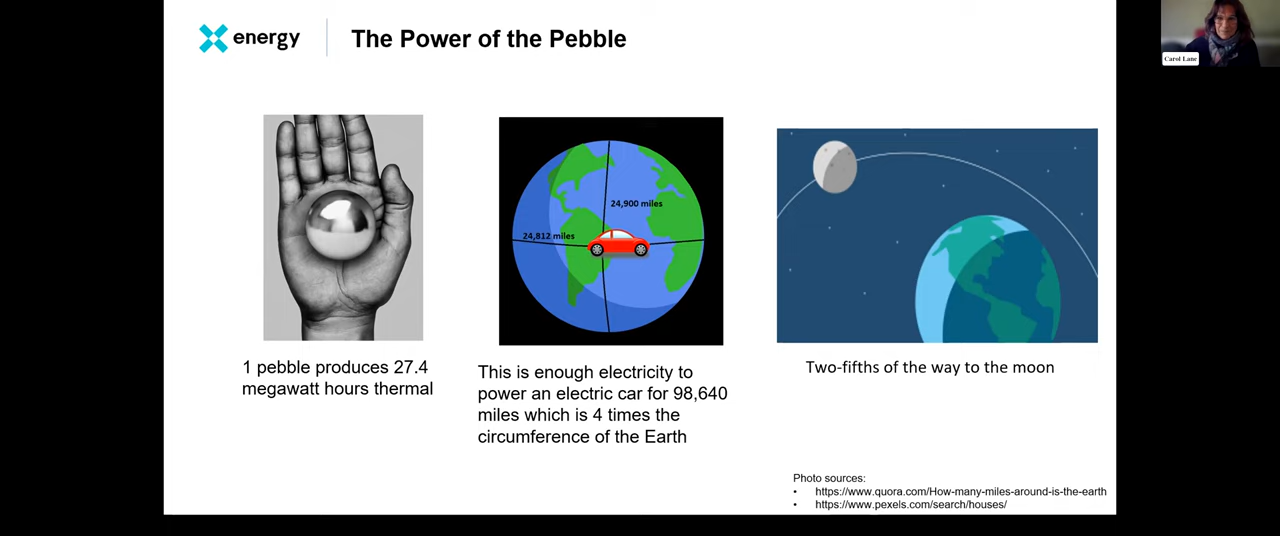 energy
The Power of the Pebble
Carol Lane
24,900 miles
24,812 miles
1 pebble produces 27.4
megawatt hours thermal
This is enough electricity to
power an electric car for 98,640
miles which is 4 times the
circumference of the Earth
Two-fifths of the way to the moon
Photo sources:
• https://www.quora.com/How-many-miles-around-is-the-earth
• https://www.pexels.com/search/houses/